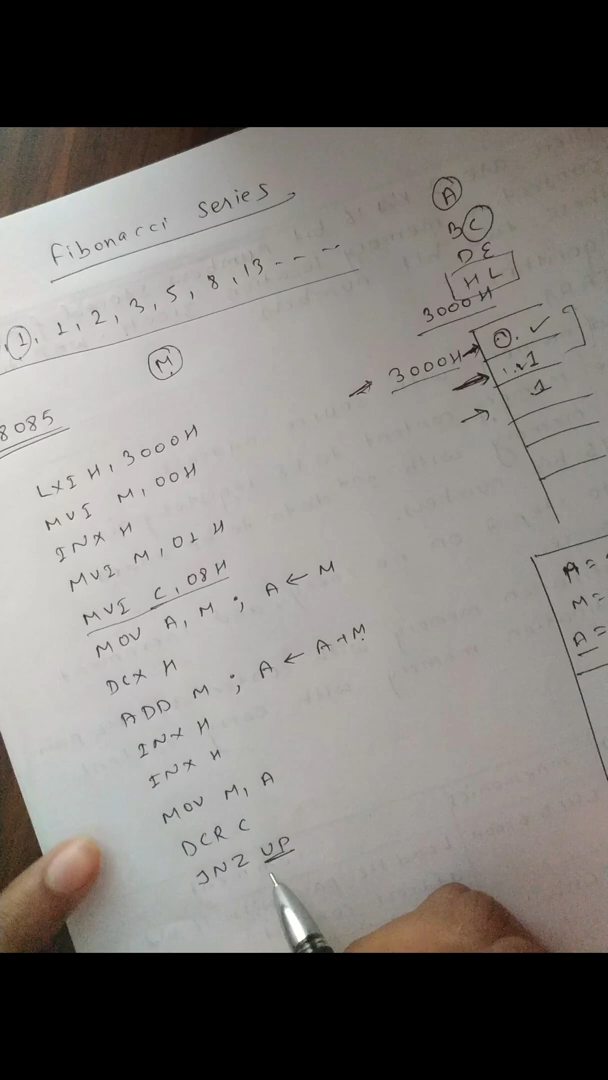 Fibonacci Series
1, 1, 2, 3, 5, 8, 13 - - - -
M
8085
LXI H, 3000H
MVI M, 00H
INX H
MVI M, 01 H
MVI C, 08H
MOV A, M ; A ← M
DCX H
ADD M ; A ← A+M
INX H
INX H
MOV M, A
DCR C
JNZ UP
A
B C
D E
H L
3000H
3000H → 0. ✓
1
1
A =
M =
A =